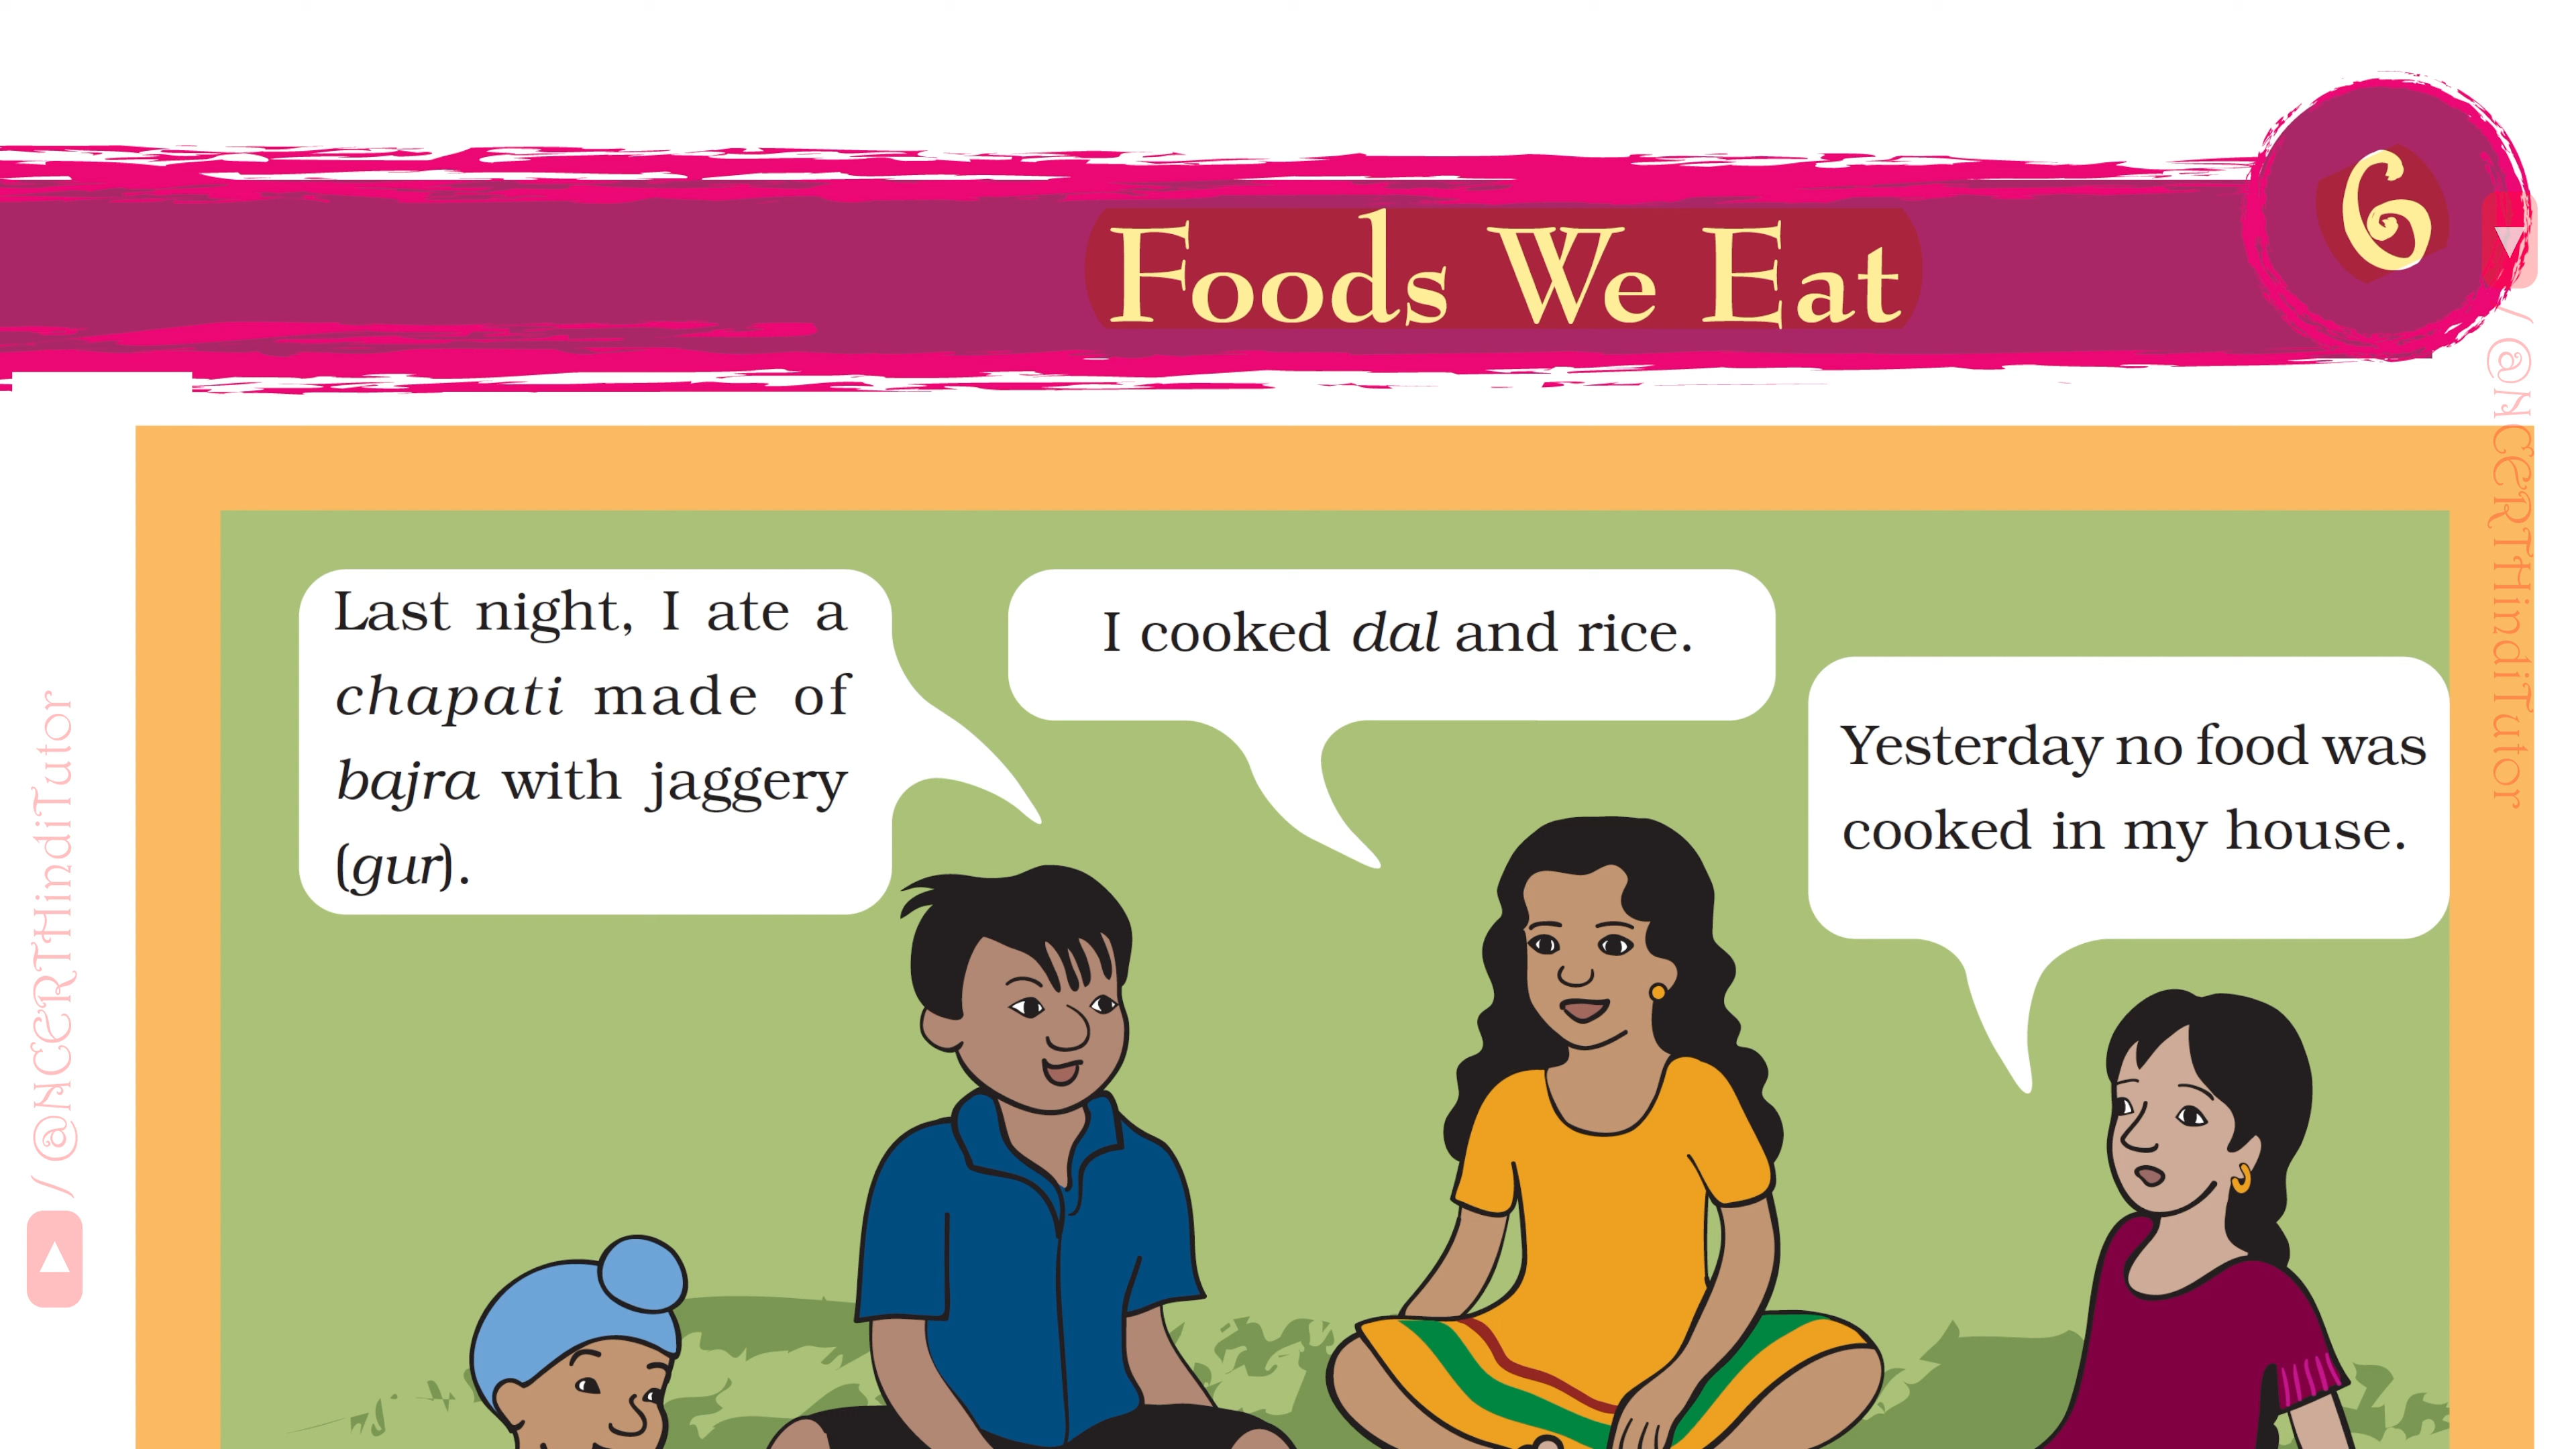 Foods We Eat
6
Last night, I ate a
chapati made of
bajra with jaggery
(gur).
I cooked dal and rice.
Yesterday no food was
cooked in my house.
/ @NCERTHindiTutor
/ @NCERTHindiTutor